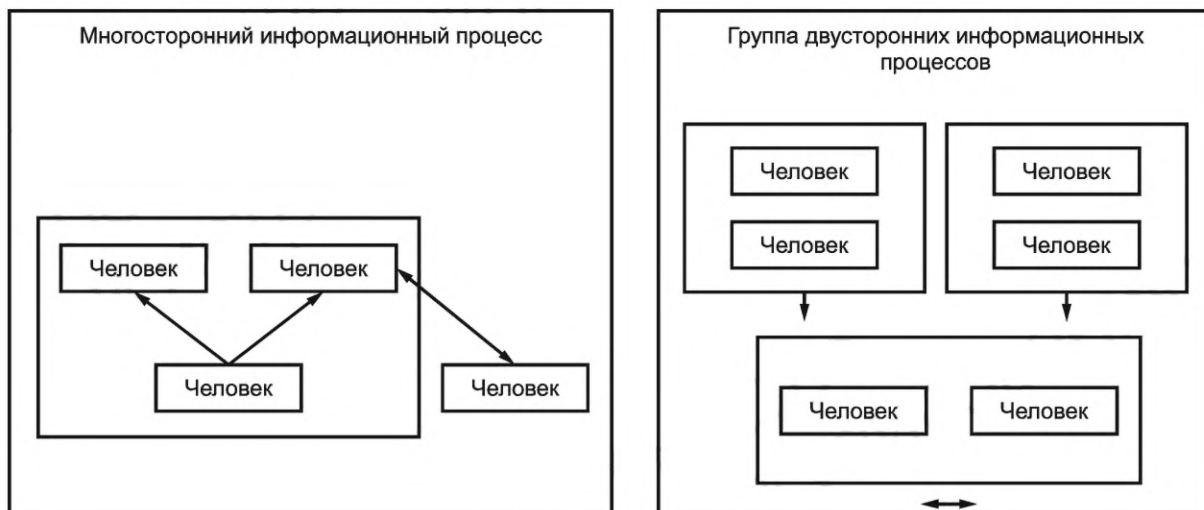 Многосторонний информационный процесс
Человек
Человек
Человек
Человек
Группа двусторонних информационных
процессов
Человек
Человек
Человек
Человек
Человек
Человек